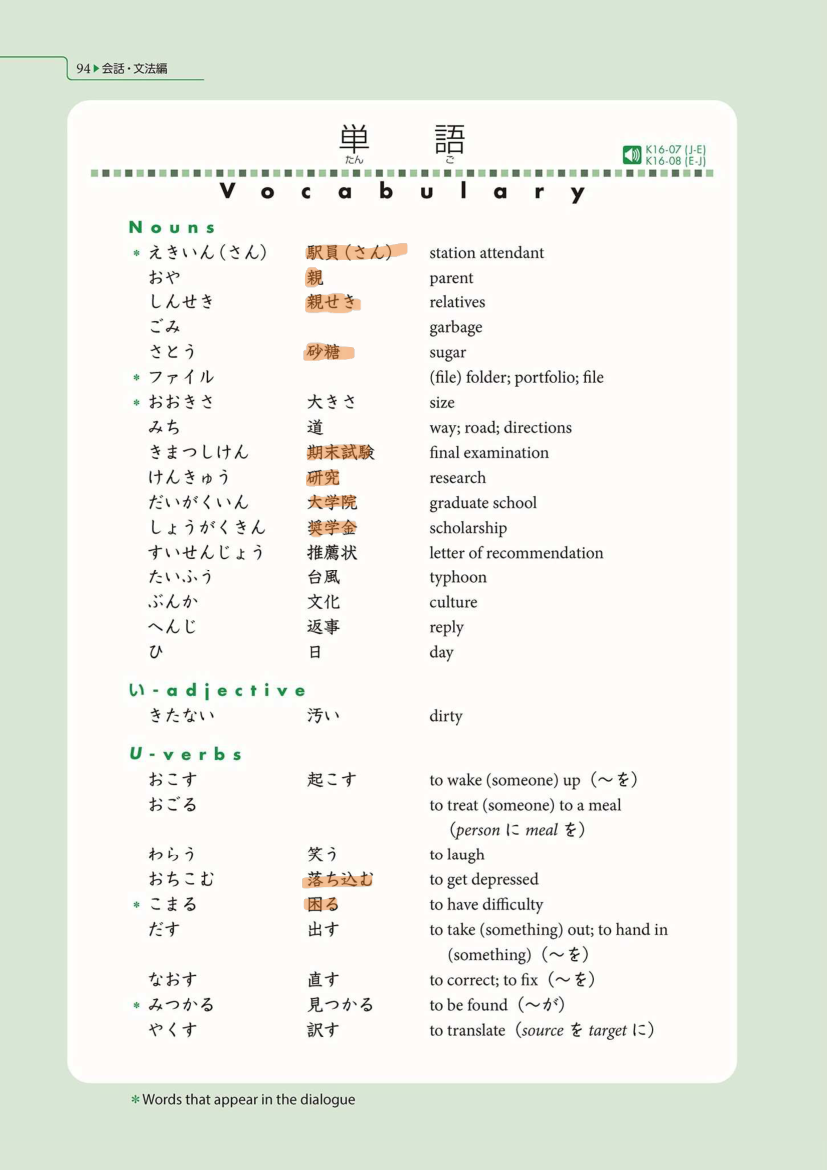 94▶会話・文法編
単語
たんご
K16-07 (J-E)
K16-08 (E-J)
Vocabulary
Nouns
* えきいん(さん) 駅員(さん) station attendant
おや 親 parent
しんせき 親せき relatives
ごみ garbage
さとう 砂糖 sugar
* ファイル (file) folder; portfolio; file
* おおきさ 大きさ size
みち 道 way; road; directions
きまつしけん 期末試験 final examination
けんきゅう 研究 research
だいがくいん 大学院 graduate school
しょうがくきん 奨学金 scholarship
すいせんじょう 推薦状 letter of recommendation
たいふう 台風 typhoon
ぶんか 文化 culture
へんじ 返事 reply
ひ 日 day
い-adjective
きたない 汚い dirty
U-verbs
おこす 起こす to wake (someone) up (〜を)
おごる to treat (someone) to a meal
(person に meal を)
わらう 笑う to laugh
おちこむ 落ち込む to get depressed
* こまる 困る to have difficulty
だす 出す to take (something) out; to hand in
(something) (〜を)
なおす 直す to correct; to fix (〜を)
* みつかる 見つかる to be found (〜が)
やくす 訳す to translate (source を target に)
* Words that appear in the dialogue